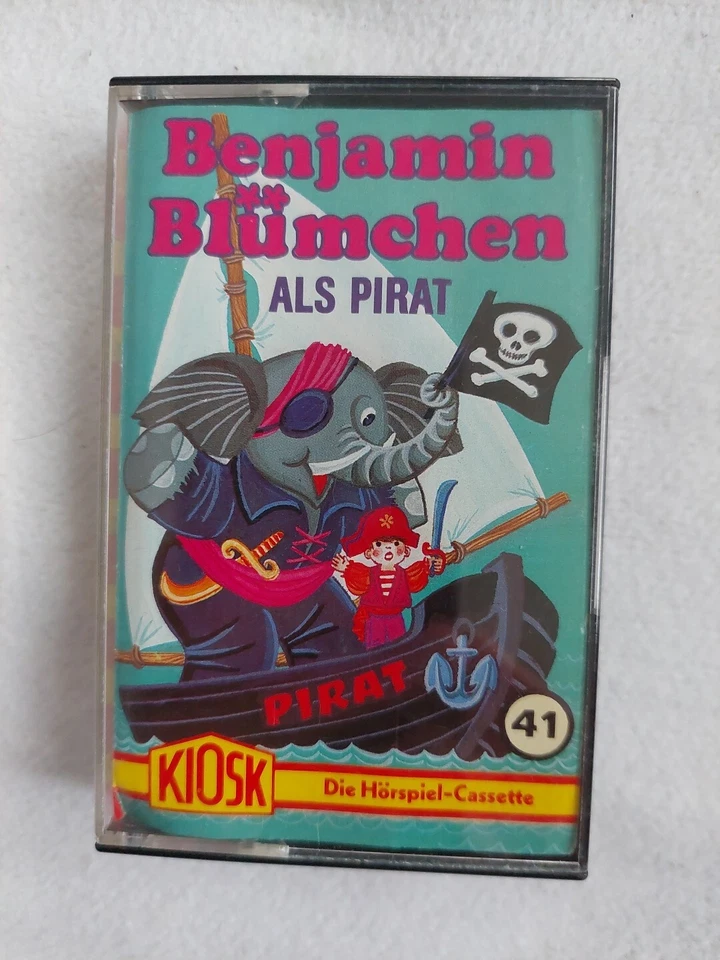 Benjamin
Blümchen
ALS PIRAT
PIRAT
41
KIOSK
Die Hörspiel-Cassette